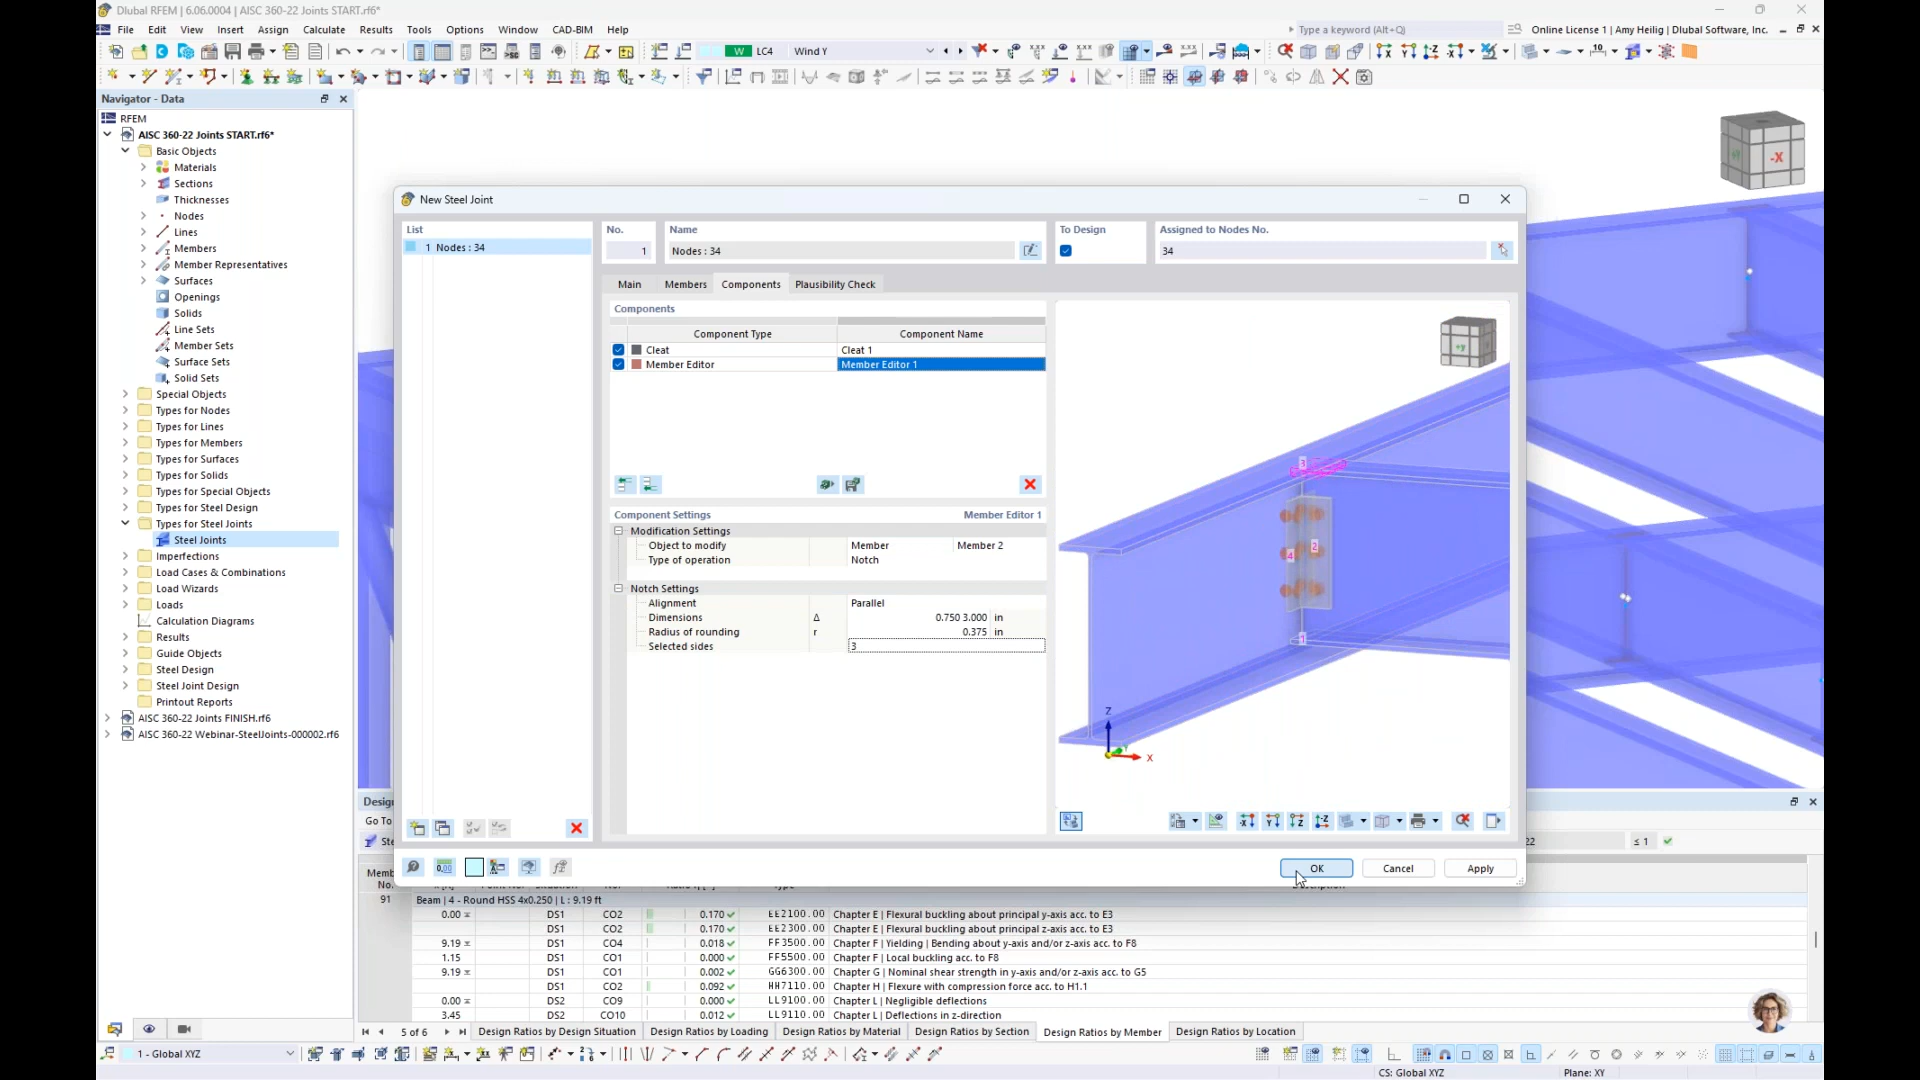 Dlubal RFEM | 6.06.0004 | AISC 360-22 Joints START.rf6*
File Edit View Insert Assign Calculate Results Tools Options Window CAD-BIM Help
Type a keyword (Alt+Q)
Online License 1 | Amy Heilig | Dlubal Software, Inc.
W LC4 Wind Y
Navigator - Data
RFEM
AISC 360-22 Joints START.rf6*
Basic Objects
Materials
Sections
Thicknesses
Nodes
Lines
Members
Member Representatives
Surfaces
Openings
Solids
Line Sets
Member Sets
Surface Sets
Solid Sets
Special Objects
Types for Nodes
Types for Lines
Types for Members
Types for Surfaces
Types for Solids
Types for Special Objects
Types for Steel Design
Types for Steel Joints
Steel Joints
Imperfections
Load Cases & Combinations
Load Wizards
Loads
Calculation Diagrams
Results
Guide Objects
Steel Design
Steel Joint Design
Printout Reports
AISC 360-22 Joints FINISH.rf6
AISC 360-22 Webinar-SteelJoints-000002.rf6
New Steel Joint
List
1 Nodes : 34
No.
1
Name
Nodes : 34
To Design
Assigned to Nodes No.
34
Main Members Components Plausibility Check
Components
Component Type Component Name
Cleat Cleat 1
Member Editor Member Editor 1
Component Settings Member Editor 1
Modification Settings
Object to modify Member Member 2
Type of operation Notch
Notch Settings
Alignment Parallel
Dimensions Δ 0.750 3.000 in
Radius of rounding r 0.375 in
Selected sides 3
3
2
4
1
Z
X
+y
-X
OK Cancel Apply
Desig
Go To
Ste
22 ≤ 1
Memb
No.
91
Beam | 4 - Round HSS 4x0.250 | L : 9.19 ft
0.00 DS1 CO2 0.170 EE2100.00 Chapter E | Flexural buckling about principal y-axis acc. to E3
DS1 CO2 0.170 EE2300.00 Chapter E | Flexural buckling about principal z-axis acc. to E3
9.19 DS1 CO4 0.018 FF3500.00 Chapter F | Yielding | Bending about y-axis and/or z-axis acc. to F8
1.15 DS1 CO1 0.000 FF5500.00 Chapter F | Local buckling acc. to F8
9.19 DS1 CO1 0.002 GG6300.00 Chapter G | Nominal shear strength in y-axis and/or z-axis acc. to G5
DS1 CO2 0.092 HH7110.00 Chapter H | Flexure with compression force acc. to H1.1
0.00 DS2 CO9 0.000 LL9100.00 Chapter L | Negligible deflections
3.45 DS2 CO10 0.012 LL9110.00 Chapter L | Deflections in z-direction
5 of 6 Design Ratios by Design Situation Design Ratios by Loading Design Ratios by Material Design Ratios by Section Design Ratios by Member Design Ratios by Location
1 - Global XYZ
CS: Global XYZ Plane: XY